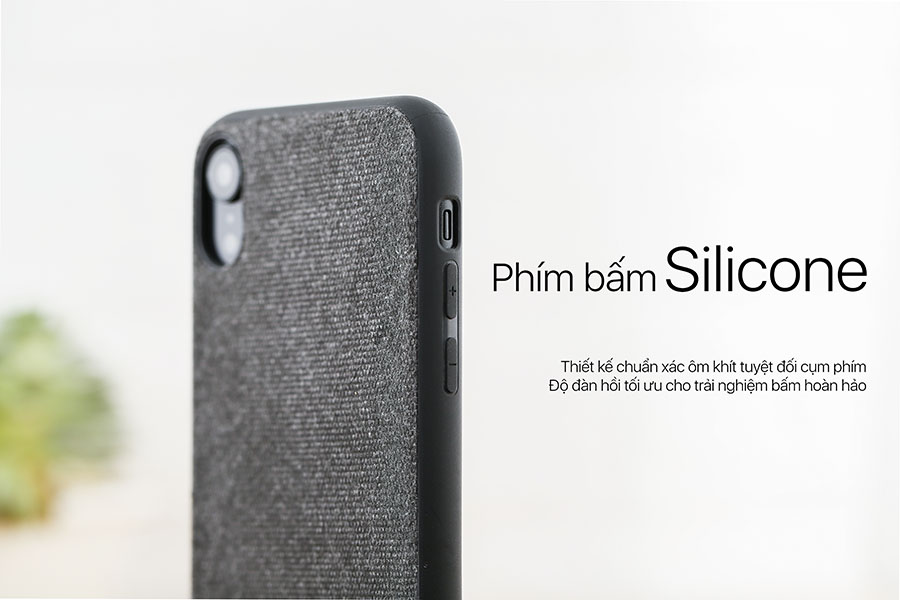 Phím bấm Silicone
Thiết kế chuẩn xác ôm khít tuyệt đối cụm phím
Độ đàn hồi tối ưu cho trải nghiệm bấm hoàn hảo
+
−